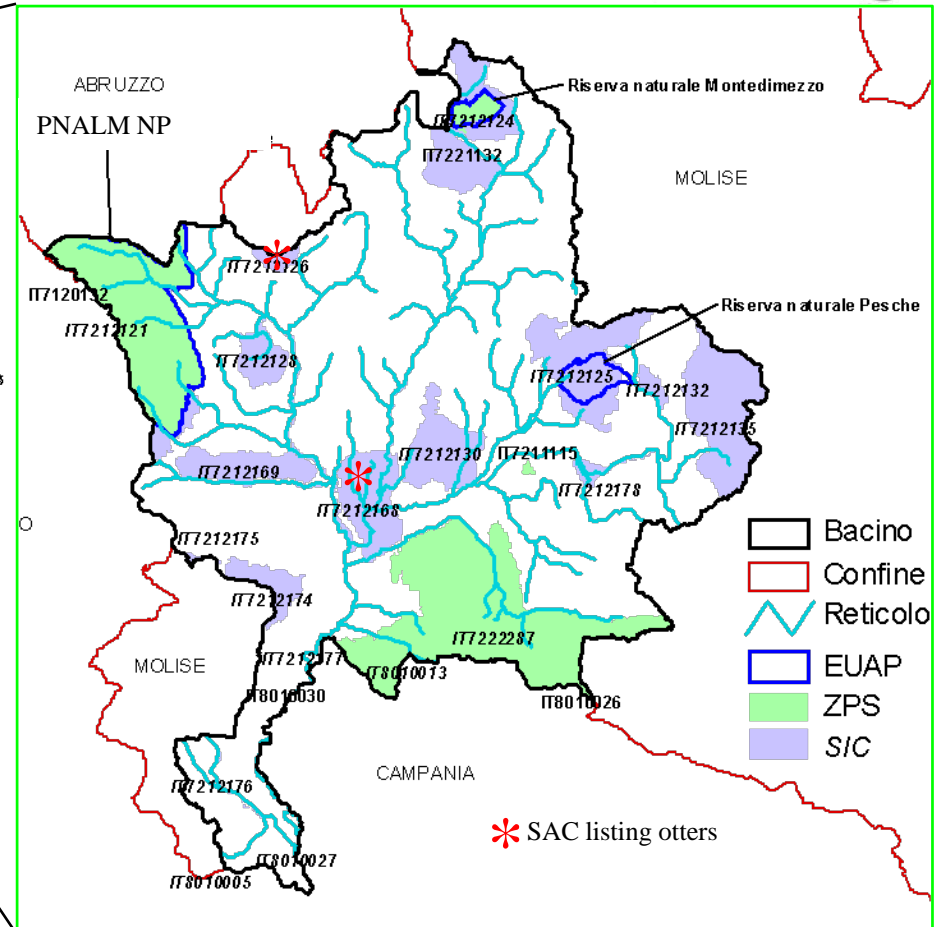 ABRUZZO
PNALM NP
Riserva naturale Montedimezzo
IT7212124
IT7221132
MOLISE
IT7212126
IT7120132
Riserva naturale Pesche
IT7212121
IT7212128
IT7212125
IT7212132
IT7212135
IT7212130
IT7211115
IT7212169
IT7212178
IT7212168
IT7212175
IT7212174
IT7222287
MOLISE
IT7212177
IT8010013
IT8010030
IT8010026
CAMPANIA
IT7212176
IT8010027
IT8010005
Bacino
Confine
Reticolo
EUAP
ZPS
SIC
SAC listing otters